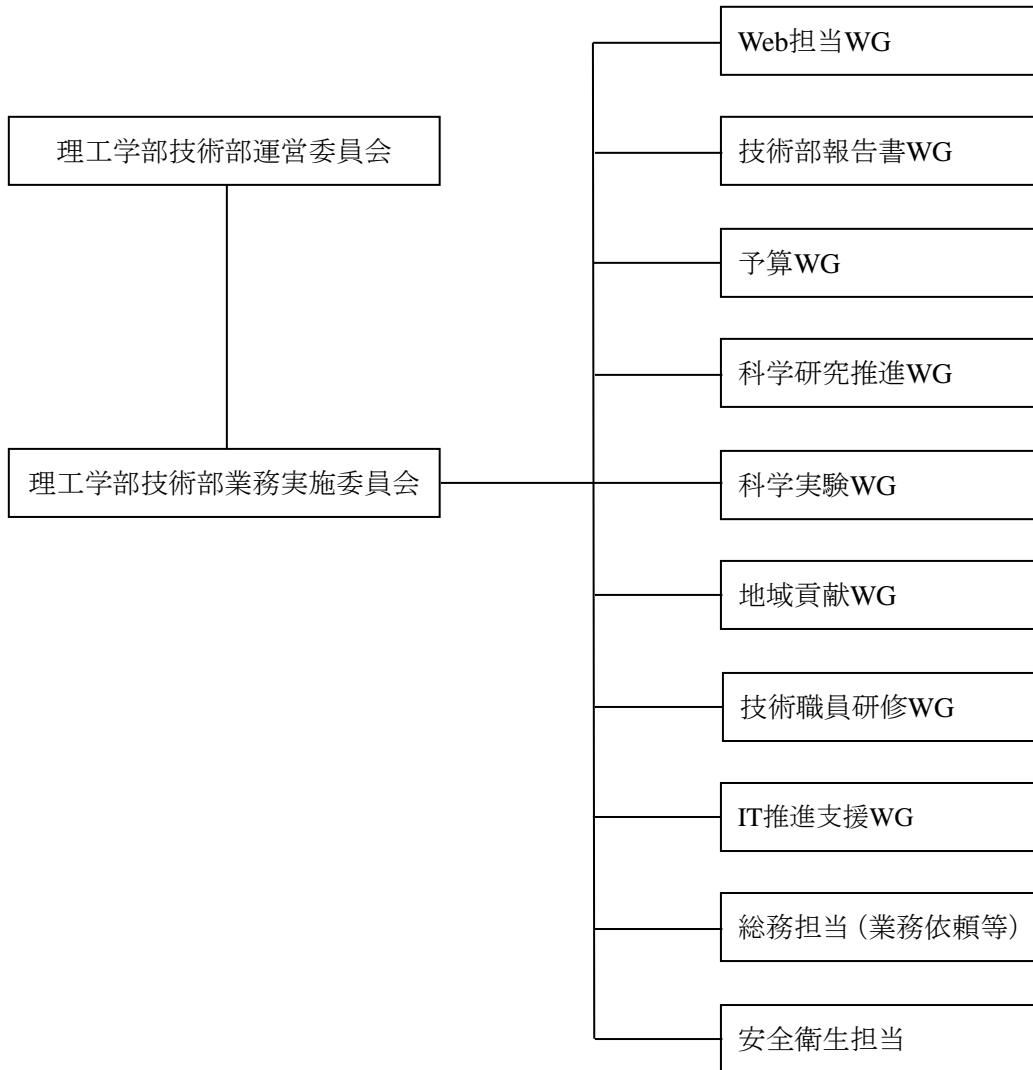 理工学部技術部運営委員会
理工学部技術部業務実施委員会
Web担当WG
技術部報告書WG
予算WG
科学研究推進WG
科学実験WG
地域貢献WG
技術職員研修WG
IT推進支援WG
総務担当（業務依頼等）
安全衛生担当